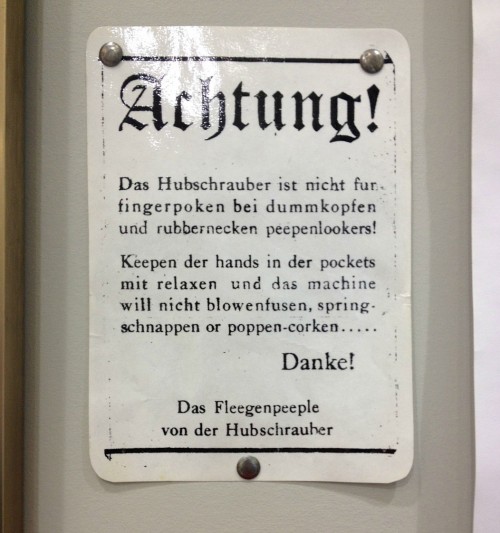 Achtung!
Das Hubschrauber ist nicht fur
fingerpoken bei dummkopfen
und rubbernecken peepenlookers!
Keepen der hands in der pockets
mit relaxen und das machine
will nicht blowenfusen, spring-
schnappen or poppen-corken.....
Danke!
Das Fleegenpeeple
von der Hubschrauber